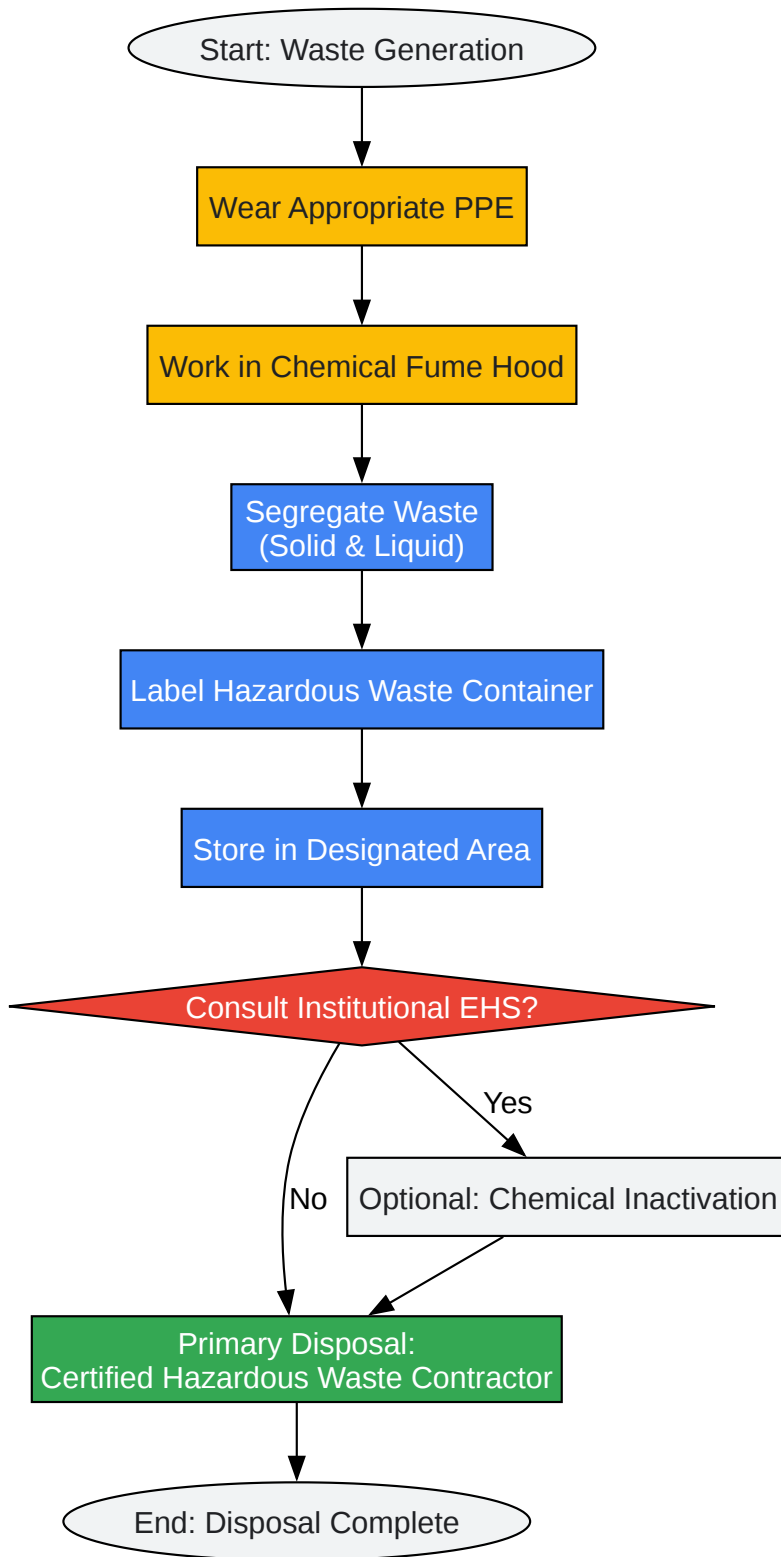 Start: Waste Generation
Wear Appropriate PPE
Work in Chemical Fume Hood
Segregate Waste
(Solid & Liquid)
Label Hazardous Waste Container
Store in Designated Area
Consult Institutional EHS?
Yes
No
Optional: Chemical Inactivation
Primary Disposal:
Certified Hazardous Waste Contractor
End: Disposal Complete